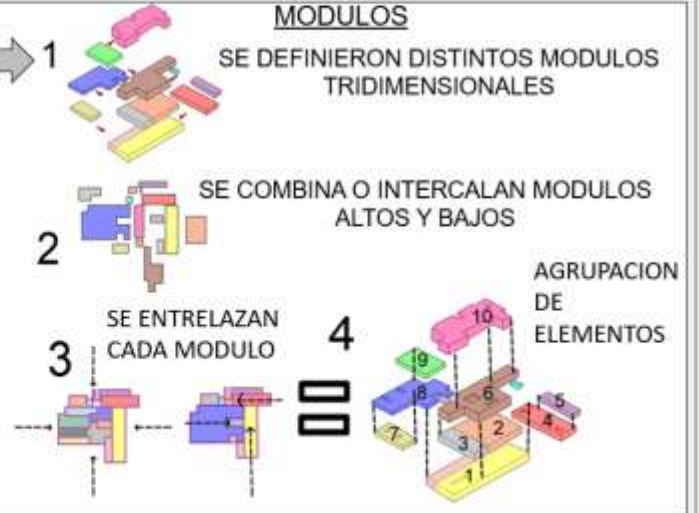 MODULOS
1
SE DEFINIERON DISTINTOS MODULOS
TRIDIMENSIONALES
2
SE COMBINA O INTERCALAN MODULOS
ALTOS Y BAJOS
3
SE ENTRELAZAN
CADA MODULO
4
AGRUPACION
DE
ELEMENTOS
10
9
8
6
5
7
3
2
4
1